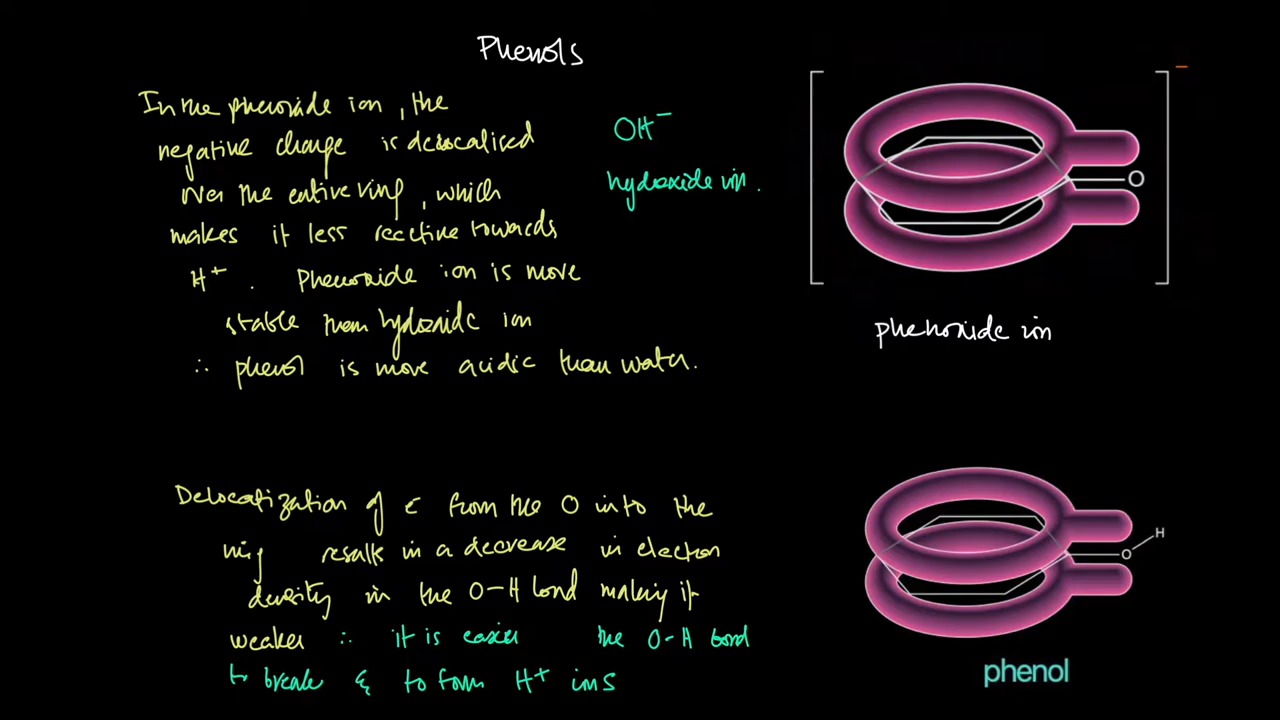 Phenols
In the phenoxide ion, the
negative charge is delocalised
over the entire ring, which
makes it less reactive towards
H+. Phenoxide ion is more
stable than hydroxide ion
∴ phenol is more acidic than water.
OH⁻
hydroxide ion.
[ O ]⁻
phenoxide ion
Delocalization of e⁻ from the O into the
ring results in a decrease in electron
density in the O-H bond making it
weaker ∴ it is easier the O-H bond
to break & to form H+ ions
O H
phenol